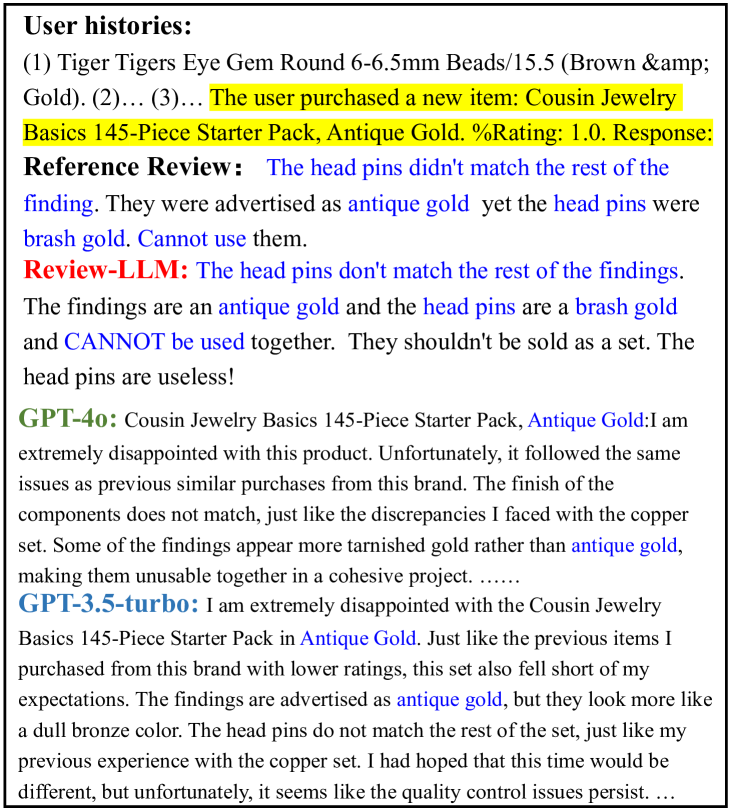 User histories:
(1) Tiger Tigers Eye Gem Round 6-6.5mm Beads/15.5 (Brown &amp;
Gold). (2)… (3)… The user purchased a new item: Cousin Jewelry
Basics 145-Piece Starter Pack, Antique Gold. %Rating: 1.0. Response:
Reference Review： The head pins didn't match the rest of the
finding. They were advertised as antique gold yet the head pins were
brash gold. Cannot use them.
Review-LLM: The head pins don't match the rest of the findings.
The findings are an antique gold and the head pins are a brash gold
and CANNOT be used together. They shouldn't be sold as a set. The
head pins are useless!
GPT-4o: Cousin Jewelry Basics 145-Piece Starter Pack, Antique Gold:I am
extremely disappointed with this product. Unfortunately, it followed the same
issues as previous similar purchases from this brand. The finish of the
components does not match, just like the discrepancies I faced with the copper
set. Some of the findings appear more tarnished gold rather than antique gold,
making them unusable together in a cohesive project. ……
GPT-3.5-turbo: I am extremely disappointed with the Cousin Jewelry
Basics 145-Piece Starter Pack in Antique Gold. Just like the previous items I
purchased from this brand with lower ratings, this set also fell short of my
expectations. The findings are advertised as antique gold, but they look more like
a dull bronze color. The head pins do not match the rest of the set, just like my
previous experience with the copper set. I had hoped that this time would be
different, but unfortunately, it seems like the quality control issues persist. …